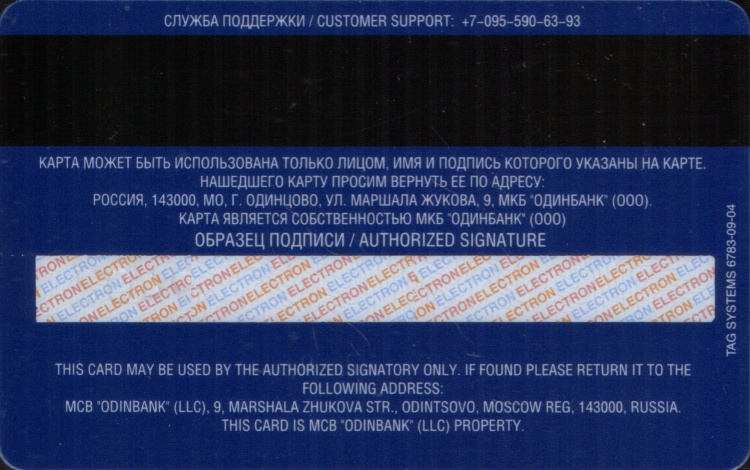 СЛУЖБА ПОДДЕРЖКИ / CUSTOMER SUPPORT: +7-095-590-63-93
КАРТА МОЖЕТ БЫТЬ ИСПОЛЬЗОВАНА ТОЛЬКО ЛИЦОМ, ИМЯ И ПОДПИСЬ КОТОРОГО УКАЗАНЫ НА КАРТЕ.
НАШЕДШЕГО КАРТУ ПРОСИМ ВЕРНУТЬ ЕЕ ПО АДРЕСУ:
РОССИЯ, 143000, МО, Г. ОДИНЦОВО, УЛ. МАРШАЛА ЖУКОВА, 9, МКБ "ОДИНБАНК" (ООО).
КАРТА ЯВЛЯЕТСЯ СОБСТВЕННОСТЬЮ МКБ "ОДИНБАНК" (ООО)
ОБРАЗЕЦ ПОДПИСИ / AUTHORIZED SIGNATURE
ELECTRON ELECTRON ELECTRON ELECTRON ELECTRON ELECTRON ELECTRON
THIS CARD MAY BE USED BY THE AUTHORIZED SIGNATORY ONLY. IF FOUND PLEASE RETURN IT TO THE
FOLLOWING ADDRESS:
MCB "ODINBANK" (LLC), 9, MARSHALA ZHUKOVA STR., ODINTSOVO, MOSCOW REG, 143000, RUSSIA.
THIS CARD IS MCB "ODINBANK" (LLC) PROPERTY.
TAG SYSTEMS 6783-09-04